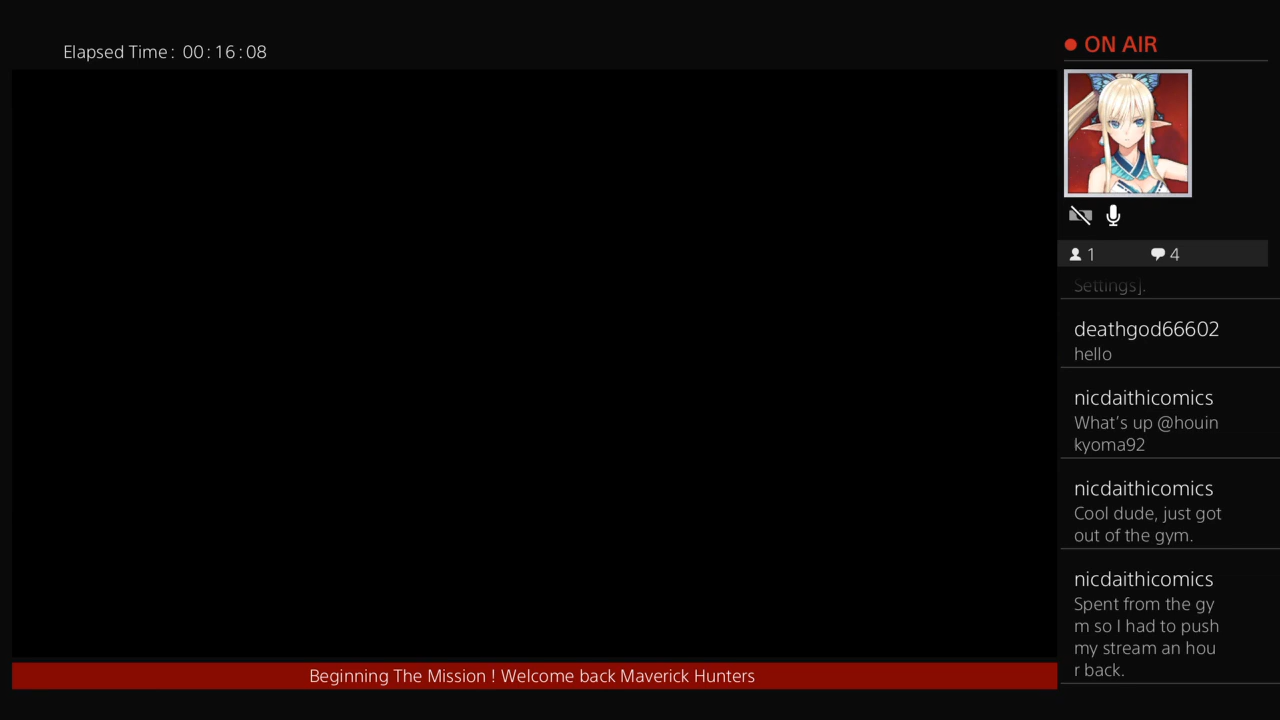 Elapsed Time: 00:16:08
ON AIR
1
4
Settings].
deathgod66602
hello
nicdaithicomics
What's up @houin
kyoma92
nicdaithicomics
Cool dude, just got
out of the gym.
nicdaithicomics
Spent from the gy
m so I had to push
my stream an hou
r back.
Beginning The Mission ! Welcome back Maverick Hunters